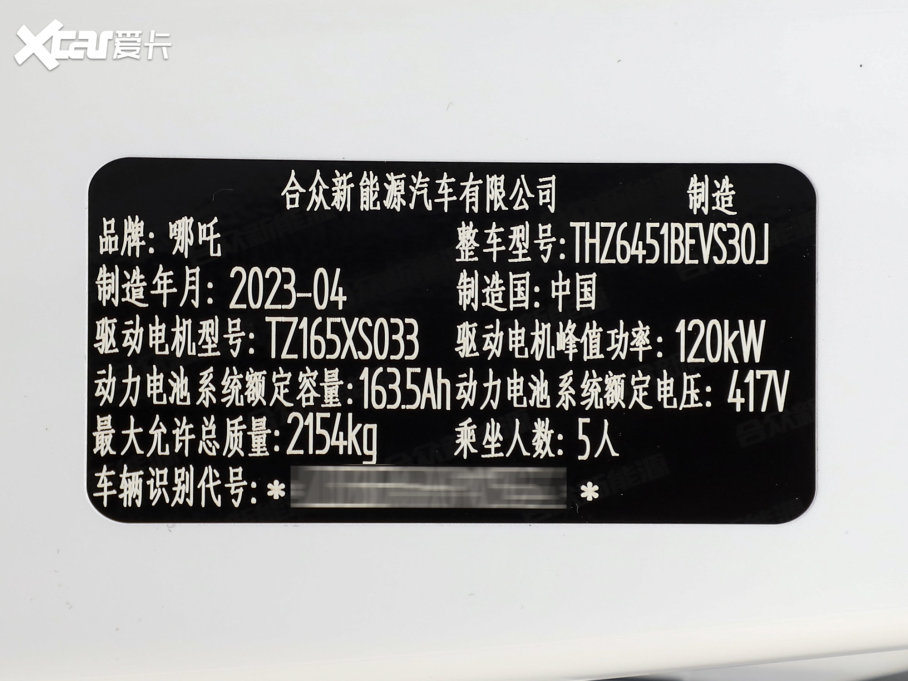 Xcar爱卡
合众新能源汽车有限公司 制造
品牌: 哪吒 整车型号: THZ6451BEVS30J
制造年月: 2023-04 制造国: 中国
驱动电机型号: TZ165XS033 驱动电机峰值功率: 120kW
动力电池系统额定容量: 163.5Ah 动力电池系统额定电压: 417V
最大允许总质量: 2154kg 乘坐人数: 5人
车辆识别代号: * *